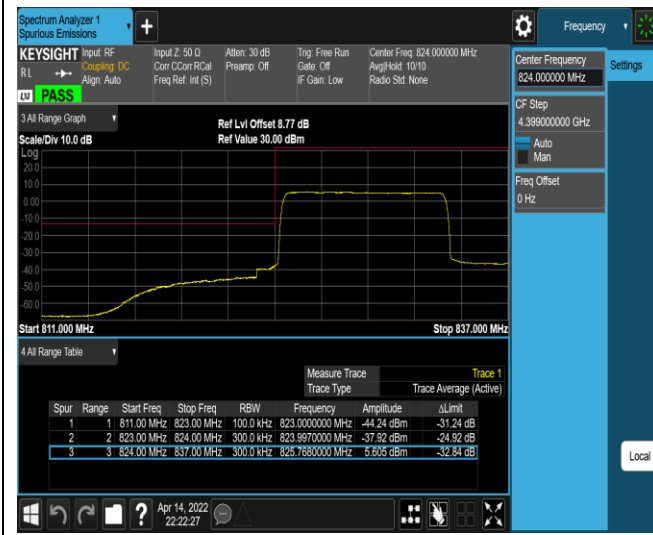 Spectrum Analyzer 1
Spurious Emissions
Frequency
KEYSIGHT Input: RF Input Z: 50 Ω Atten: 30 dB Trig: Free Run Center Freq: 824.000000 MHz
RL Coupling: DC Corr CCorr RCal Preamp: Off Gate: Off Avg|Hold: 10/10
Align: Auto Freq Ref: Int (S) IF Gain: Low Radio Std: None
LXI PASS
Center Frequency
824.000000 MHz
Settings
CF Step
4.399000000 GHz
Auto
Man
Freq Offset
0 Hz
3 All Range Graph
Ref Lvl Offset 8.77 dB
Scale/Div 10.0 dB Ref Value 30.00 dBm
Log
20.0
10.0
0.00
-10.0
-20.0
-30.0
-40.0
-50.0
-60.0
Start 811.000 MHz Stop 837.000 MHz
4 All Range Table
Measure Trace Trace 1
Trace Type Trace Average (Active)
Spur Range Start Freq Stop Freq RBW Frequency Amplitude ΔLimit
1 1 811.00 MHz 823.00 MHz 100.0 kHz 823.0000000 MHz -44.24 dBm -31.24 dB
2 2 823.00 MHz 824.00 MHz 300.0 kHz 823.9970000 MHz -37.92 dBm -24.92 dB
3 3 824.00 MHz 837.00 MHz 300.0 kHz 825.7680000 MHz 5.605 dBm -32.84 dB
Local
?
Apr 14, 2022
22:22:27